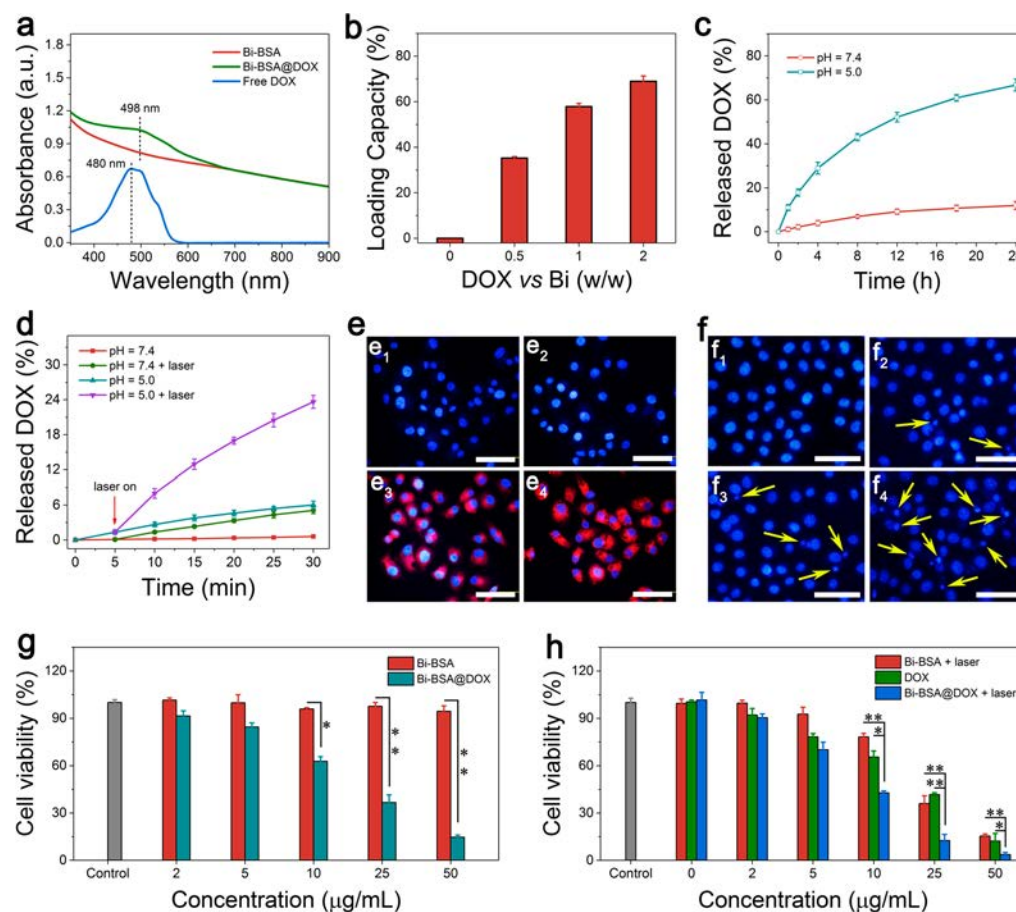 a
Absorbance (a.u.)
1.8
1.5
1.2
0.9
0.6
0.3
0.0
Bi-BSA
Bi-BSA@DOX
Free DOX
498 nm
480 nm
400
500
600
700
800
900
Wavelength (nm)
b
Loading Capacity (%)
80
60
40
20
0
0
0.5
1
2
DOX vs Bi (w/w)
c
Released DOX (%)
80
60
40
20
0
pH = 7.4
pH = 5.0
0
4
8
12
16
20
Time (h)
d
Released DOX (%)
30
24
18
12
6
0
pH = 7.4
pH = 7.4 + laser
pH = 5.0
pH = 5.0 + laser
laser on
0
5
10
15
20
25
30
Time (min)
e
e1
e2
e3
e4
f
f1
f2
f3
f4
g
Cell viability (%)
120
90
60
30
0
Bi-BSA
Bi-BSA@DOX
*
**
**
Control
2
5
10
25
50
Concentration (μg/mL)
h
Cell viability (%)
120
90
60
30
0
Bi-BSA + laser
DOX
Bi-BSA@DOX + laser
**
*
**
**
**
*
Control
0
2
5
10
25
50
Concentration (μg/mL)